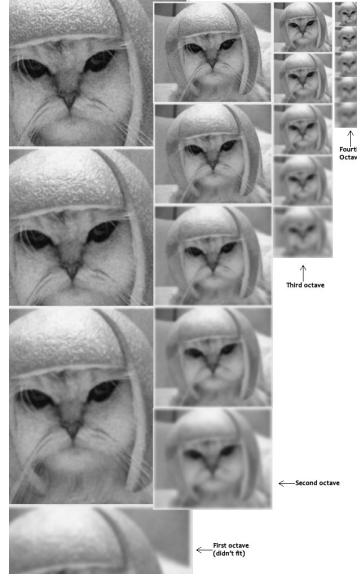 Fourth
Octave
Third octave
Second octave
First octave
(didn't fit)